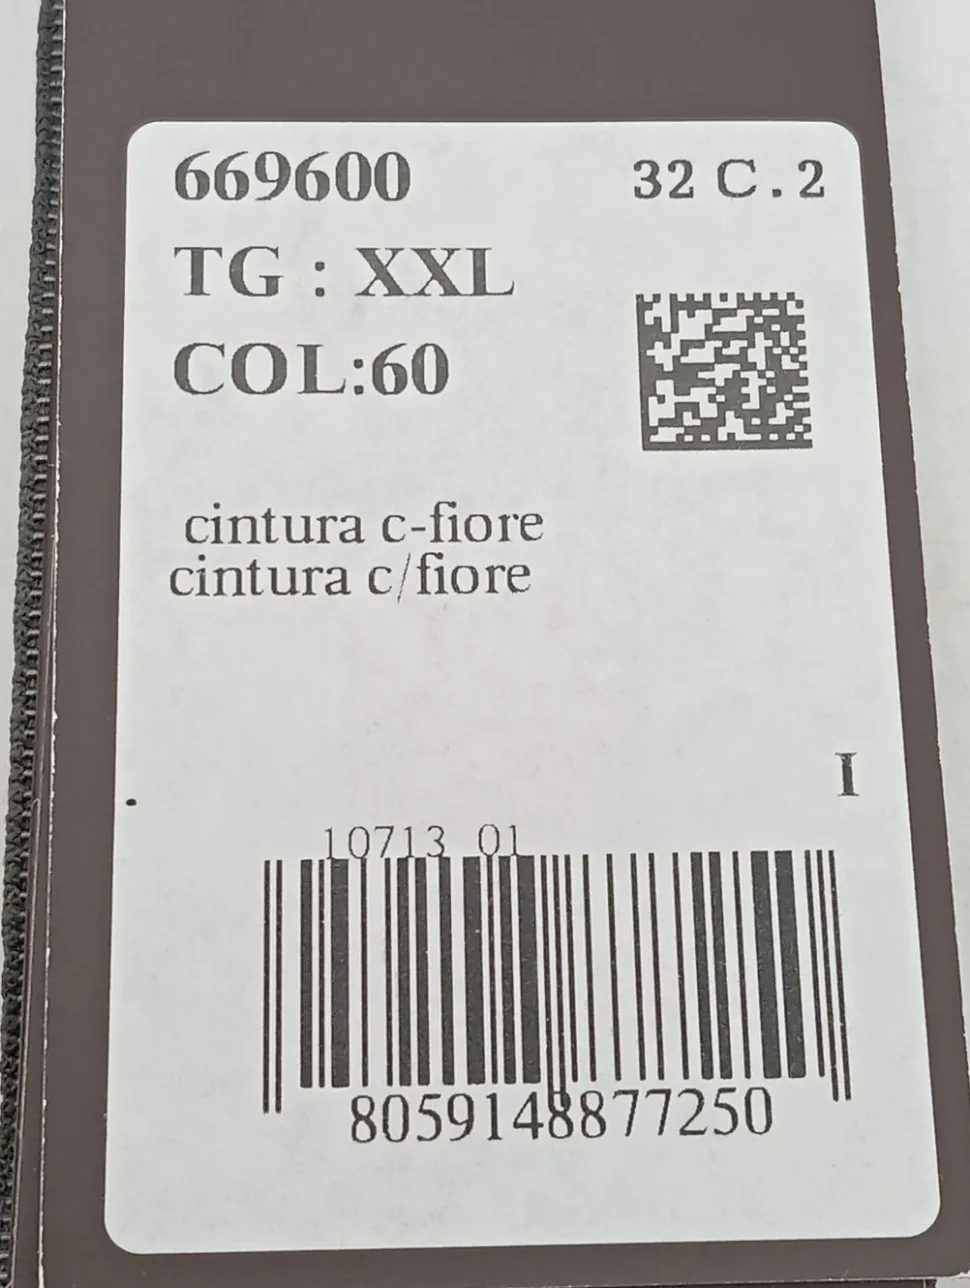 669600 32 C.2
TG : XXL
COL:60
cintura c-fiore
cintura c/fiore
I
10713 01
8059148877250